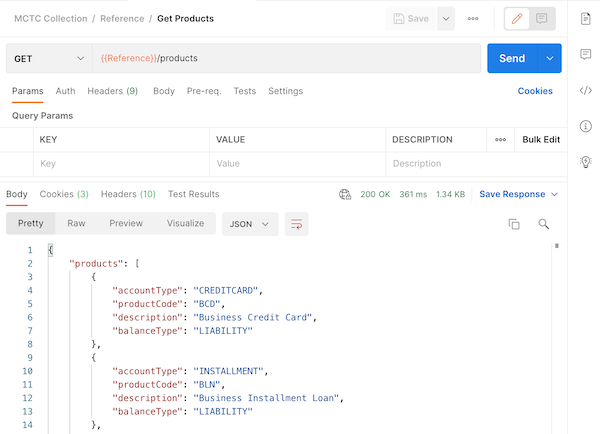 MCTC Collection / Reference / Get Products
Save
GET
{{Reference}}/products
Send
Params Auth Headers (9) Body Pre-req. Tests Settings
Cookies
Query Params
KEY VALUE DESCRIPTION Bulk Edit
Key Value Description
Body Cookies (3) Headers (10) Test Results
200 OK 361 ms 1.34 KB Save Response
Pretty Raw Preview Visualize JSON
1 {
2 "products": [
3 {
4 "accountType": "CREDITCARD",
5 "productCode": "BCD",
6 "description": "Business Credit Card",
7 "balanceType": "LIABILITY"
8 },
9 {
10 "accountType": "INSTALLMENT",
11 "productCode": "BLN",
12 "description": "Business Installment Loan",
13 "balanceType": "LIABILITY"
14 },